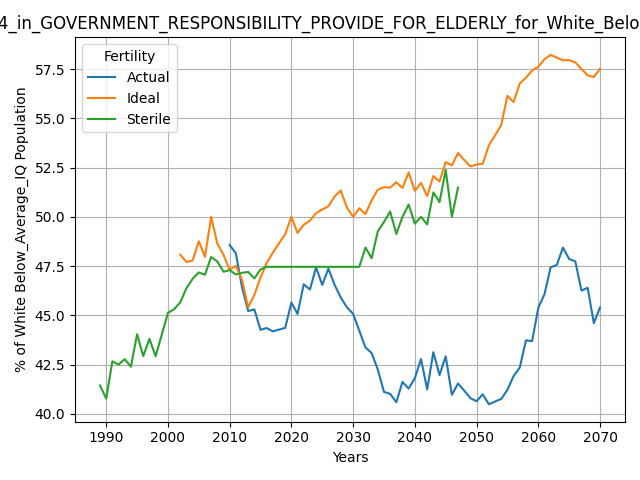 4_in_GOVERNMENT_RESPONSIBILITY_PROVIDE_FOR_ELDERLY_for_White_Belo
Fertility
Actual
Ideal
Sterile
% of White Below_Average_IQ Population
57.5
55.0
52.5
50.0
47.5
45.0
42.5
40.0
1990 2000 2010 2020 2030 2040 2050 2060 2070
Years